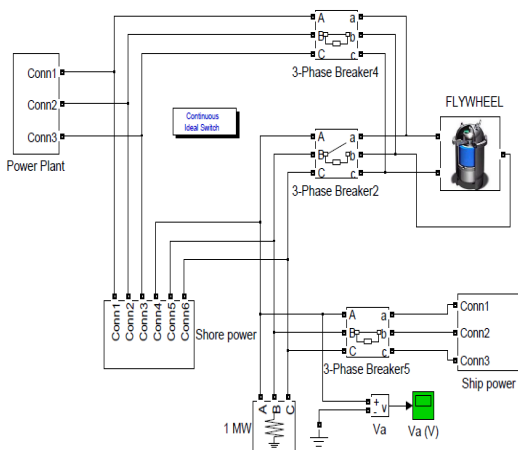 A a
B b
C c
3-Phase Breaker4
Conn1
Conn2
Conn3
Power Plant
Continuous
Ideal Switch
FLYWHEEL
A a
B b
C c
3-Phase Breaker2
Conn1 Conn2 Conn3 Conn4 Conn5 Conn6
Shore power
A a
B b
C c
3-Phase Breaker5
Conn1
Conn2
Conn3
Ship power
A B C
1 MW
+
-
v
Va
Va (V)